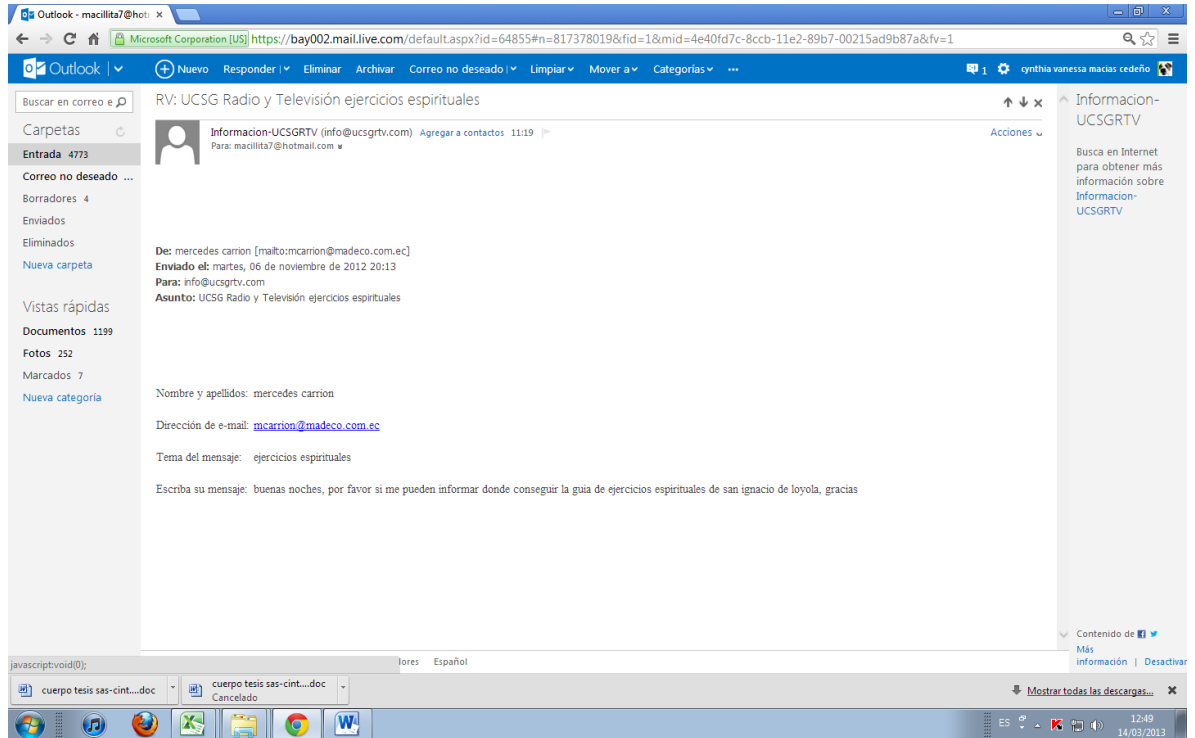 Outlook - macillita7@hot
Microsoft Corporation [US] https://bay002.mail.live.com/default.aspx?id=64855#n=817378019&fid=1&mid=4e40fd7c-8ccb-11e2-89b7-00215ad9b87a&fv=1
Outlook
Nuevo Responder Eliminar Archivar Correo no deseado Limpiar Mover a Categorías ••• 1 cynthia vanessa macias cedeño
Buscar en correo e
Carpetas
Entrada 4773
Correo no deseado ...
Borradores 4
Enviados
Eliminados
Nueva carpeta
Vistas rápidas
Documentos 1199
Fotos 252
Marcados 7
Nueva categoría
RV: UCSG Radio y Televisión ejercicios espirituales
Informacion-UCSGRTV (info@ucsgrtv.com) Agregar a contactos 11:19
Acciones
Para: macillita7@hotmail.com
De: mercedes carrion [mailto:mcarrion@madeco.com.ec]
Enviado el: martes, 06 de noviembre de 2012 20:13
Para: info@ucsgrtv.com
Asunto: UCSG Radio y Televisión ejercicios espirituales
Nombre y apellidos: mercedes carrion
Dirección de e-mail: mcarrion@madeco.com.ec
Tema del mensaje: ejercicios espirituales
Escriba su mensaje: buenas noches, por favor si me pueden informar donde conseguir la guia de ejercicios espirituales de san ignacio de loyola, gracias
Informacion-
UCSGRTV
Busca en Internet
para obtener más
información sobre
Informacion-
UCSGRTV
Contenido de
Más
información | Desactivar
javascript:void(0);
lores Español
cuerpo tesis sas-cint....doc
cuerpo tesis sas-cint....doc
Cancelado
Mostrar todas las descargas...
ES
12:49
14/03/2013